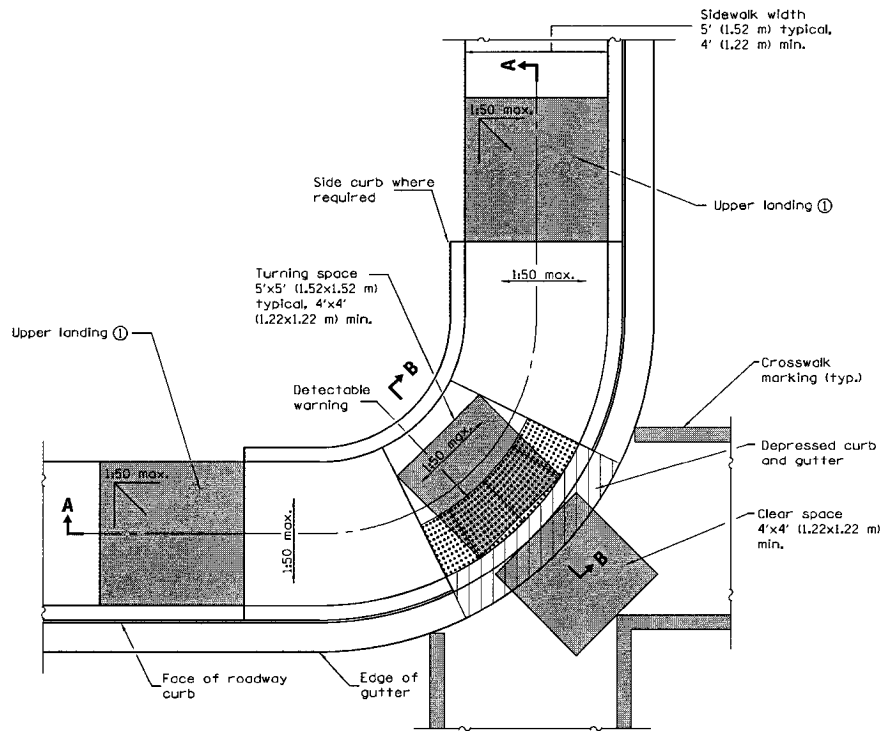 Sidewalk width
5' (1.52 m) typical,
4' (1.22 m) min.
A
1:50 max.
Side curb where
required
Upper landing ①
1:50 max.
Turning space
5'x5' (1.52x1.52 m)
typical, 4'x4'
(1.22x1.22 m) min.
Upper landing ①
B
Crosswalk
marking (typ.)
Detectable
warning
Depressed curb
and gutter
1:50 max.
1:50 max.
A
Clear space
4'x4' (1.22x1.22 m)
min.
1:50 max.
B
Face of roadway
curb
Edge of
gutter